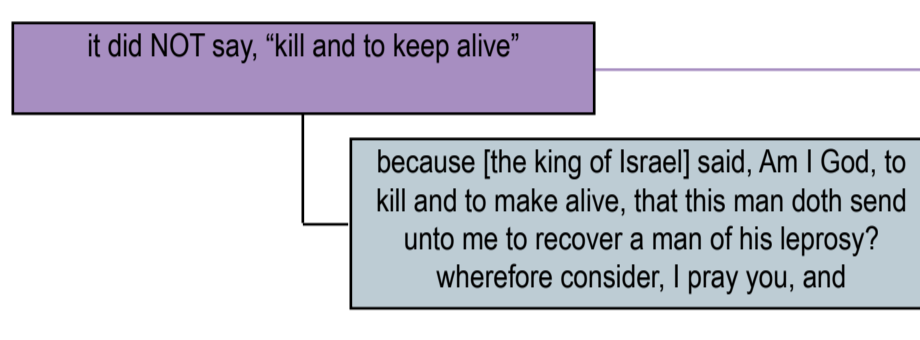 it did NOT say, “kill and to keep alive”
because [the king of Israel] said, Am I God, to
kill and to make alive, that this man doth send
unto me to recover a man of his leprosy?
wherefore consider, I pray you, and